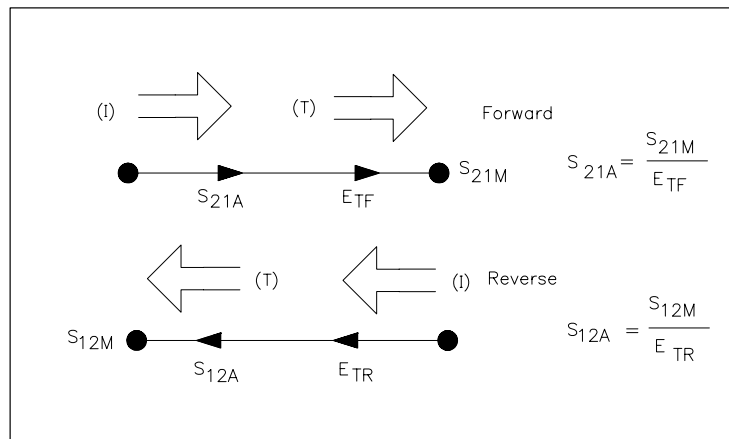 (I) (T) Forward
S21A ETF S21M
S21A = S21M / ETF
(T) (I) Reverse
S12M S12A ETR
S12A = S12M / ETR